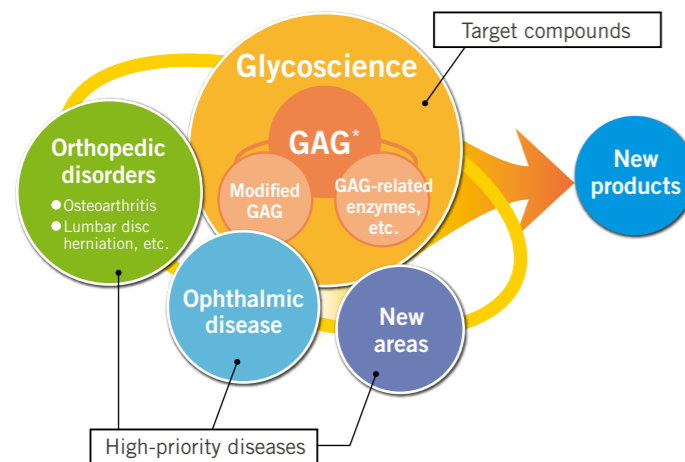 Target compounds
Glycoscience
GAG*
Modified
GAG
GAG-related
enzymes,
etc.
Orthopedic
disorders
●Osteoarthritis
●Lumbar disc
herniation, etc.
New
products
Ophthalmic
disease
New
areas
High-priority diseases